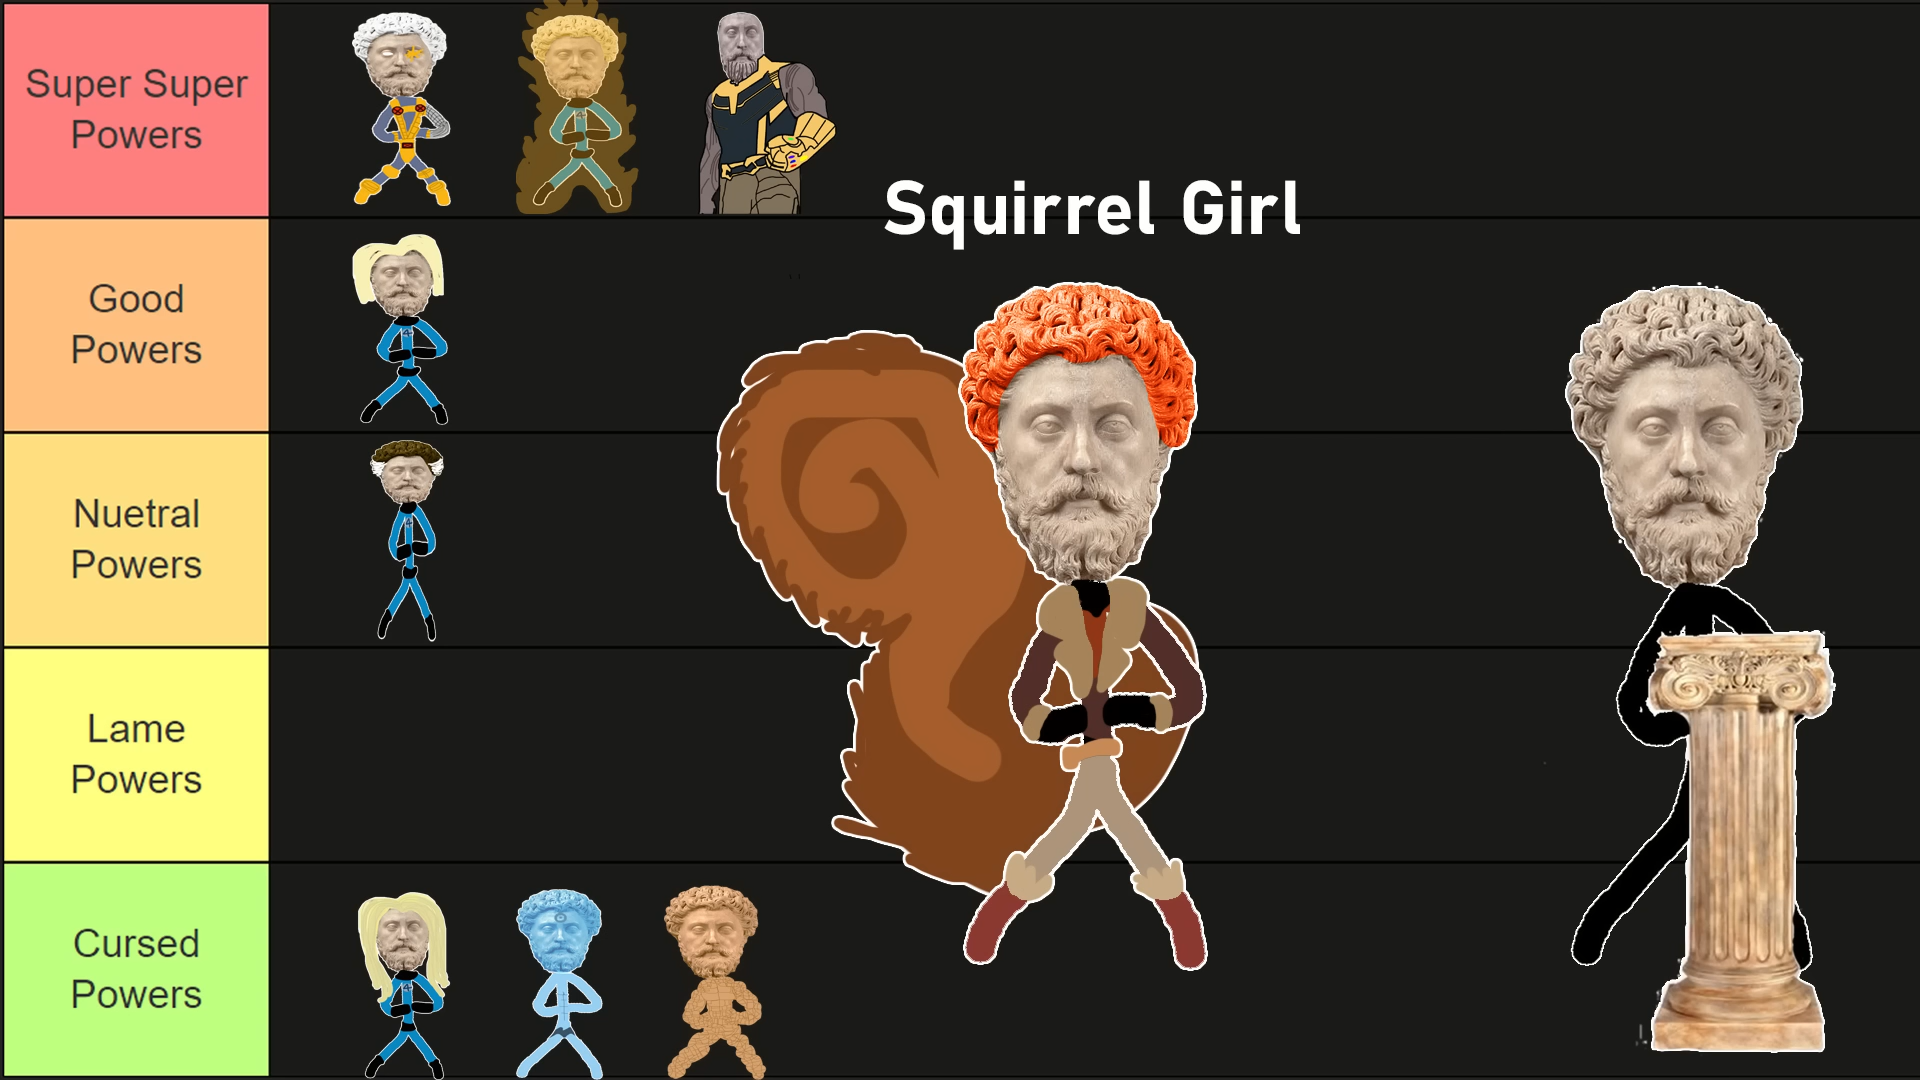 Super Super
Powers
Squirrel Girl
Good
Powers
Nuetral
Powers
Lame
Powers
Cursed
Powers